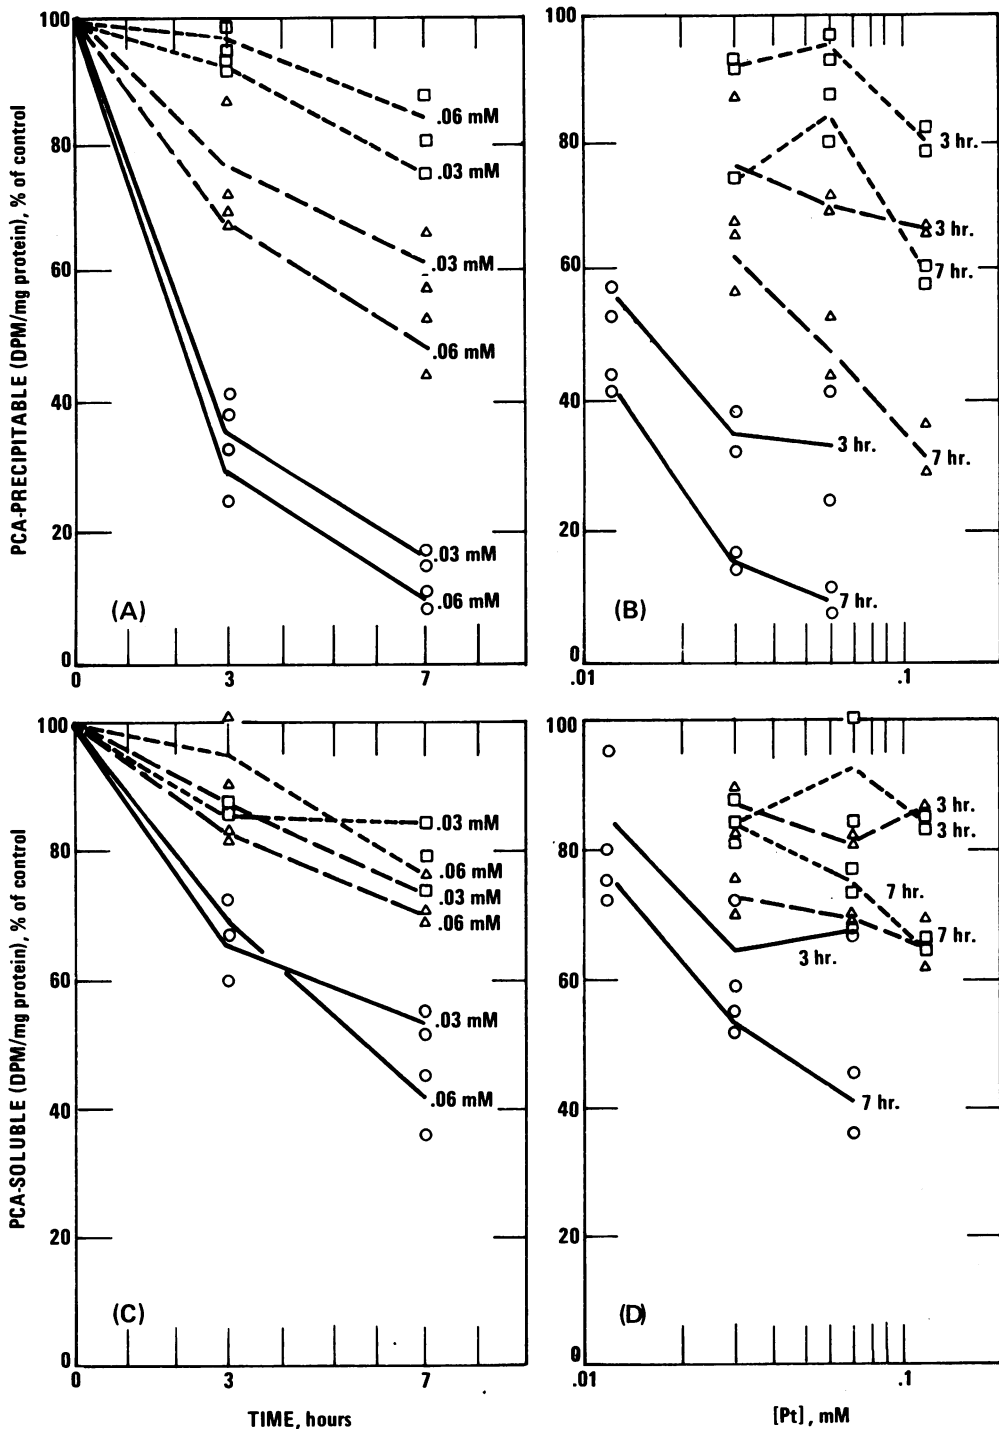 PCA-PRECIPITABLE (DPM/mg protein), % of control
100
80
60
40
20
0
0
3
7
.06 mM
.03 mM
.03 mM
.06 mM
.03 mM
.06 mM
(A)
100
80
60
40
20
0
.01
.1
3 hr.
3 hr.
7 hr.
3 hr.
7 hr.
7 hr.
(B)
PCA-SOLUBLE (DPM/mg protein), % of control
100
80
60
40
20
0
0
3
7
.03 mM
.06 mM
.03 mM
.06 mM
.03 mM
.06 mM
(C)
TIME, hours
100
80
60
40
20
0
.01
.1
3 hr.
3 hr.
7 hr.
7 hr.
3 hr.
7 hr.
(D)
[Pt], mM